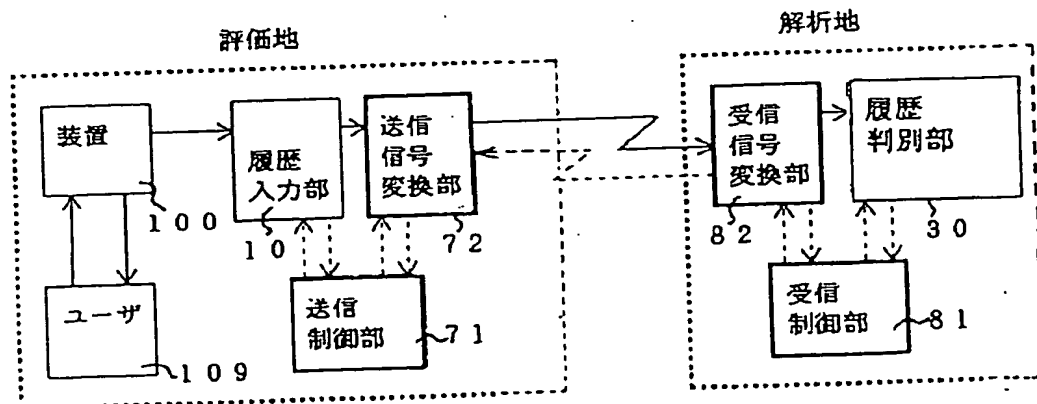 評価地
解析地
装置
履歴
入力部
送信
信号
変換部
受信
信号
変換部
履歴
判別部
100
10
72
82
30
ユーザ
送信
制御部
71
受信
制御部
81
109